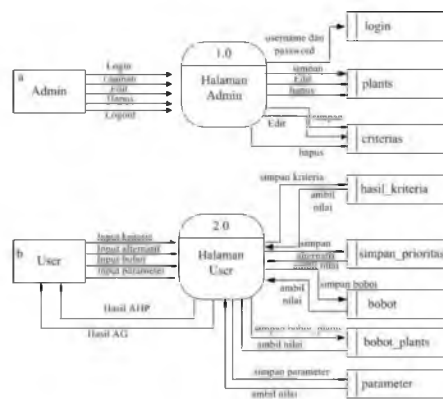 login
username dan
password
1.0
a
Login
simpan
Edit
plants
Halaman
Admin
Admin
Edit
Hapus
hapus
Logout
simpan
Edit
criterias
hapus
simpan kriteria
hasil_kriteria
ambil
nilai
2.0
b
Input kriteria
simpan
Input alternatif
alternatif
simpan_prioritas
User
Halaman
User
Input bobot
ambil nilai
Input parameter
simpan bobot
ambil
nilai
bobot
Hasil AHP
simpan bobot_plants
bobot_plants
Hasil AG
ambil nilai
simpan parameter
parameter
ambil nilai